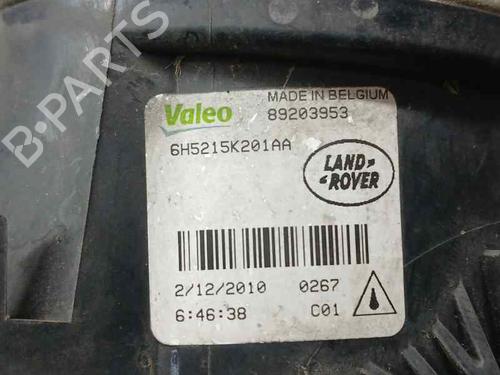 B-PARTS
Valeo
MADE IN BELGIUM
89203953
6H5215K201AA
LAND-
ROVER
2/12/2010 0267
6:46:38 C01